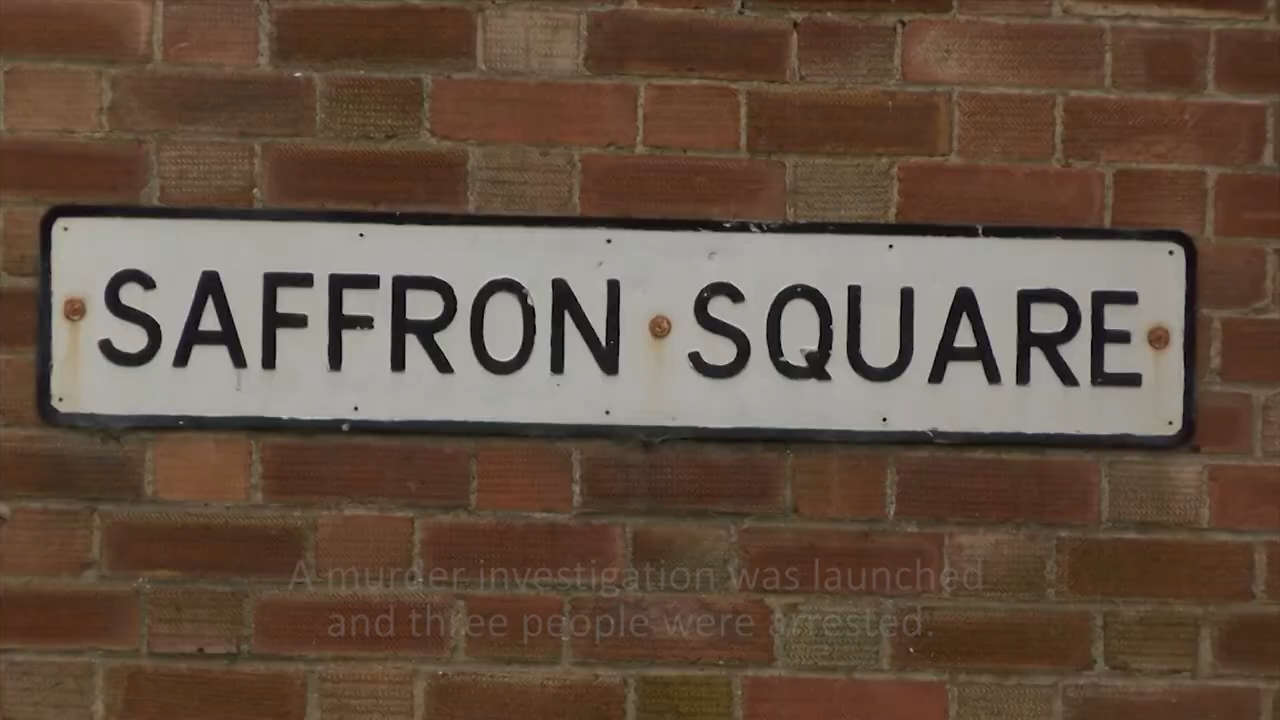 SAFFRON SQUARE
A murder investigation was launched
and three people were arrested.